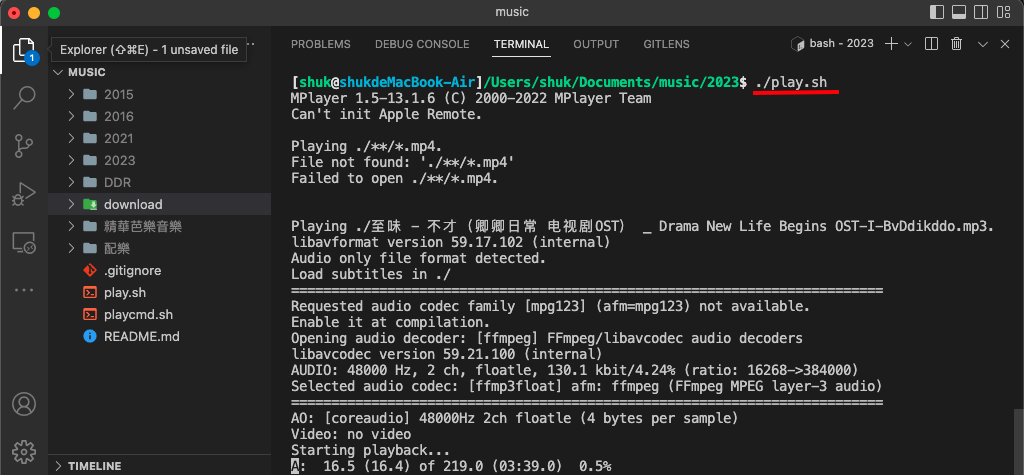 music
1
Explorer (⇧⌘E) - 1 unsaved file
PROBLEMS DEBUG CONSOLE TERMINAL OUTPUT GITLENS
bash - 2023
MUSIC
2015
2016
2021
2023
DDR
download
精華芭樂音樂
配樂
.gitignore
play.sh
playcmd.sh
README.md
TIMELINE
[shuk@shukdeMacBook-Air]/Users/shuk/Documents/music/2023$ ./play.sh
MPlayer 1.5-13.1.6 (C) 2000-2022 MPlayer Team
Can't init Apple Remote.
Playing ./**/*.mp4.
File not found: './**/*.mp4'
Failed to open ./**/*.mp4.
Playing ./至味 - 不才 (卿卿日常 电视剧OST) _ Drama New Life Begins OST-I-BvDdikddo.mp3.
libavformat version 59.17.102 (internal)
Audio only file format detected.
Load subtitles in ./
==========================================================================
Requested audio codec family [mpg123] (afm=mpg123) not available.
Enable it at compilation.
Opening audio decoder: [ffmpeg] FFmpeg/libavcodec audio decoders
libavcodec version 59.21.100 (internal)
AUDIO: 48000 Hz, 2 ch, floatle, 130.1 kbit/4.24% (ratio: 16268->384000)
Selected audio codec: [ffmp3float] afm: ffmpeg (FFmpeg MPEG layer-3 audio)
==========================================================================
AO: [coreaudio] 48000Hz 2ch floatle (4 bytes per sample)
Video: no video
Starting playback...
A: 16.5 (16.4) of 219.0 (03:39.0) 0.5%